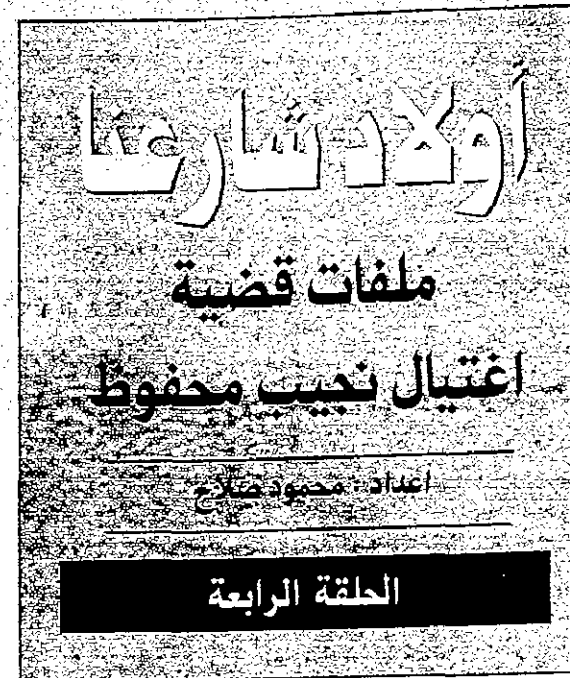 أولاد شارعنا
ملفات قضية
اغتيال نجيب محفوظ
اعداد : محمود صلاح
الحلقة الرابعة